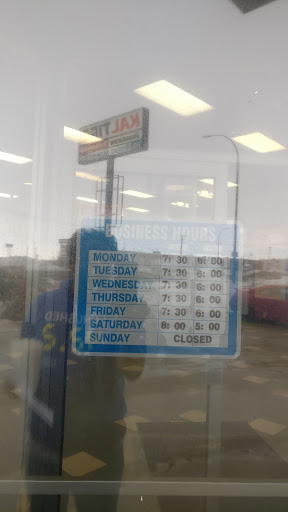 KAL TIRE
BUSINESS HOURS
MONDAY 7:30 6:00
TUESDAY 7:30 6:00
WEDNESDAY 7:30 6:00
THURSDAY 7:30 6:00
FRIDAY 7:30 6:00
SATURDAY 8:00 5:00
SUNDAY CLOSED